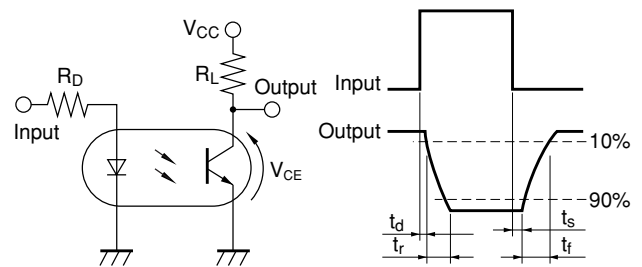 V_CC
R_D
R_L
Output
Input
V_CE
Input
Output
10%
90%
t_d
t_s
t_r
t_f